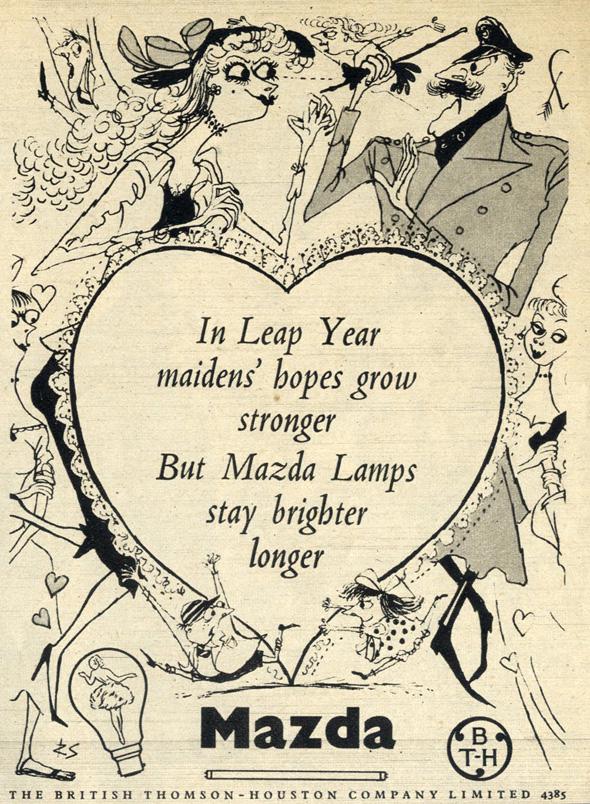 In Leap Year
maidens' hopes grow
stronger
But Mazda Lamps
stay brighter
longer
Mazda
B
T-H
THE BRITISH THOMSON-HOUSTON COMPANY LIMITED 4385